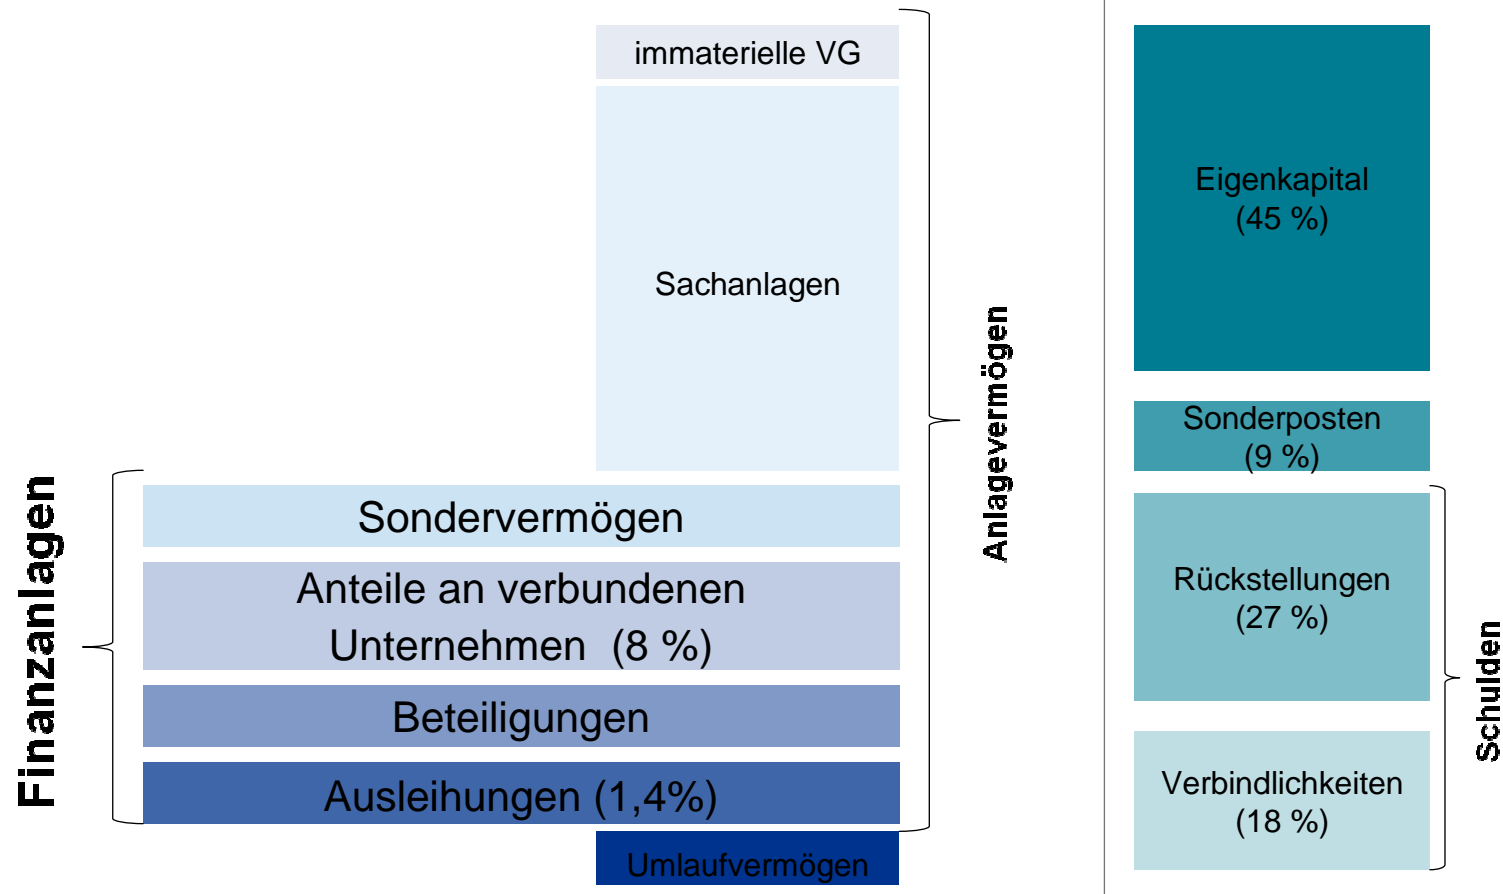 immaterielle VG
Sachanlagen
Anlagevermögen
Finanzanlagen
Sondervermögen
Anteile an verbundenen
Unternehmen (8 %)
Beteiligungen
Ausleihungen (1,4%)
Umlaufvermögen
Eigenkapital
(45 %)
Sonderposten
(9 %)
Rückstellungen
(27 %)
Verbindlichkeiten
(18 %)
Schulden